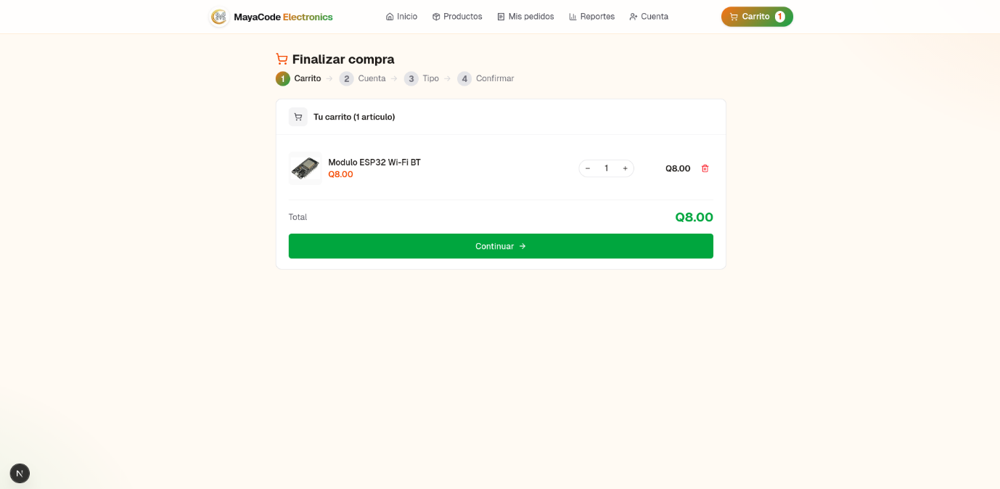 MayaCode Electronics
Inicio
Productos
Mis pedidos
Reportes
Cuenta
Carrito 1
Finalizar compra
1 Carrito → 2 Cuenta → 3 Tipo → 4 Confirmar
Tu carrito (1 artículo)
Modulo ESP32 Wi-Fi BT
Q8.00
− 1 +
Q8.00
Total
Q8.00
Continuar →
N